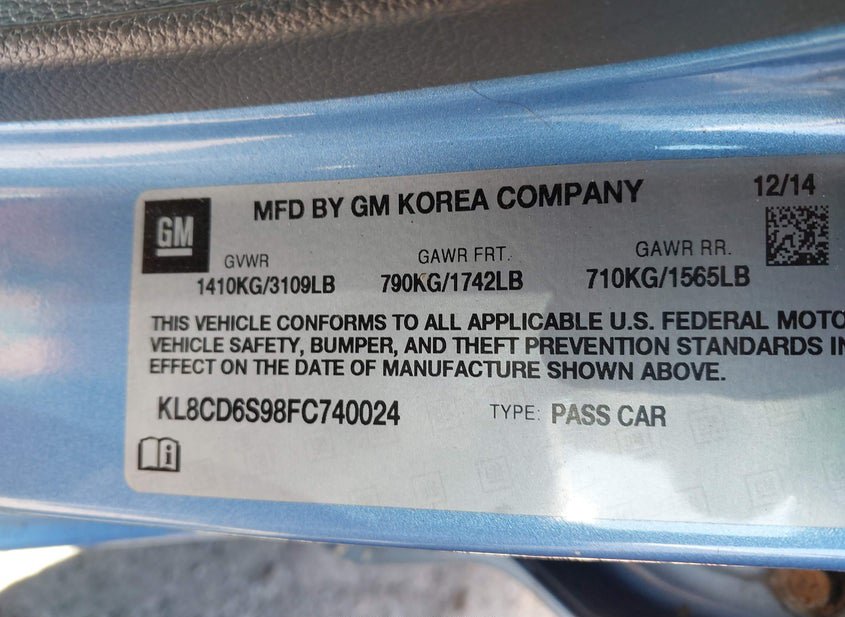 MFD BY GM KOREA COMPANY 12/14
GM
GVWR GAWR FRT. GAWR RR.
1410KG/3109LB 790KG/1742LB 710KG/1565LB
THIS VEHICLE CONFORMS TO ALL APPLICABLE U.S. FEDERAL MOTO
VEHICLE SAFETY, BUMPER, AND THEFT PREVENTION STANDARDS IN
EFFECT ON THE DATE OF MANUFACTURE SHOWN ABOVE.
KL8CD6S98FC740024 TYPE: PASS CAR